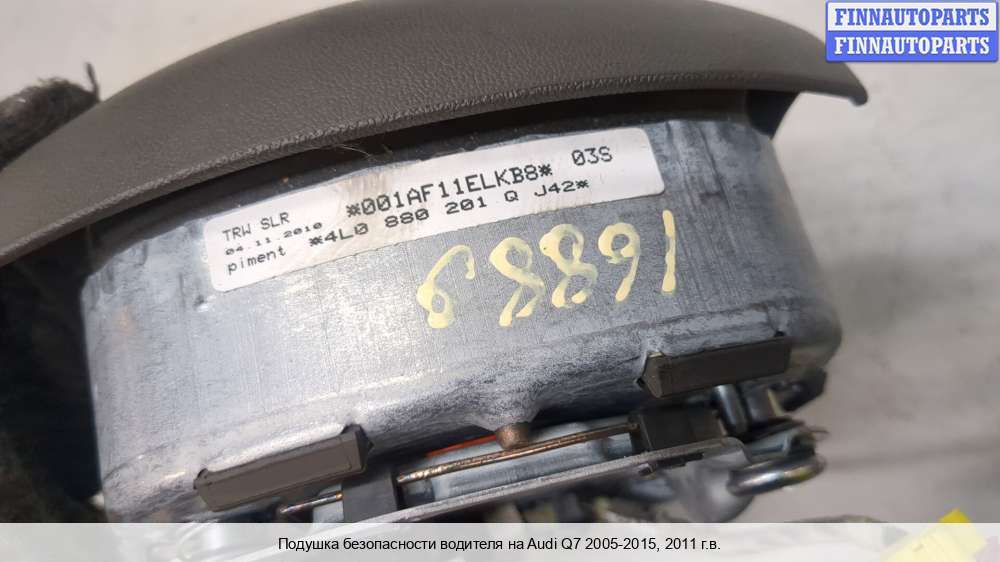 FINNAUTOPARTS
FINNAUTOPARTS
TRW SLR *001AF11ELKB8* 03S
04.11.2010
piment *4L0 880 201 Q J42*
16889
Подушка безопасности водителя на Audi Q7 2005-2015, 2011 г.в.